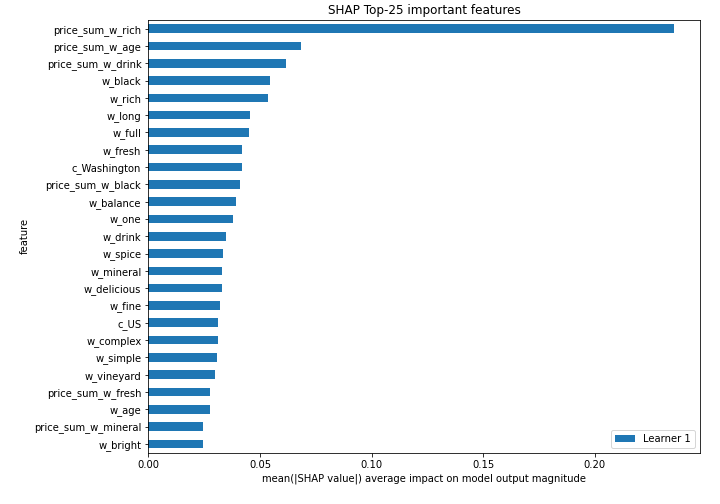 SHAP Top-25 important features
price_sum_w_rich
price_sum_w_age
price_sum_w_drink
w_black
w_rich
w_long
w_full
w_fresh
c_Washington
price_sum_w_black
w_balance
w_one
w_drink
w_spice
w_mineral
w_delicious
w_fine
c_US
w_complex
w_simple
w_vineyard
price_sum_w_fresh
w_age
price_sum_w_mineral
w_bright
feature
Learner 1
0.00 0.05 0.10 0.15 0.20
mean(|SHAP value|) average impact on model output magnitude